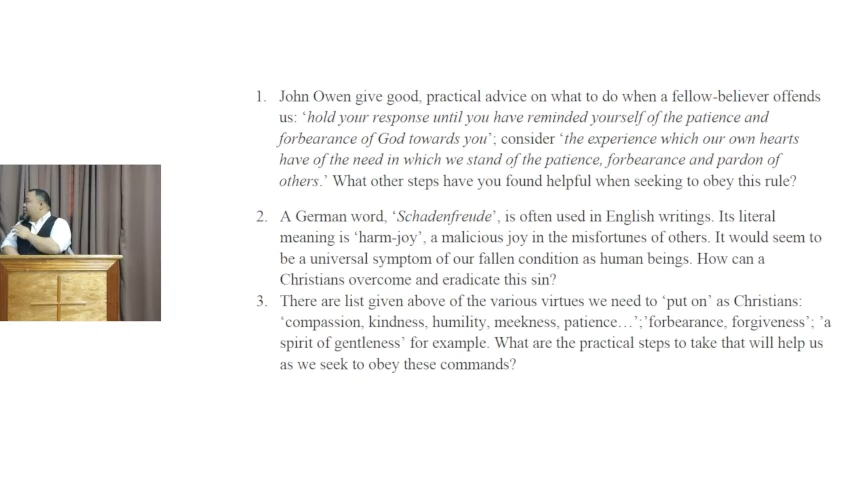 1. John Owen give good, practical advice on what to do when a fellow-believer offends
us: ‘hold your response until you have reminded yourself of the patience and
forbearance of God towards you’; consider ‘the experience which our own hearts
have of the need in which we stand of the patience, forbearance and pardon of
others.’ What other steps have you found helpful when seeking to obey this rule?
2. A German word, ‘Schadenfreude’, is often used in English writings. Its literal
meaning is ‘harm-joy’, a malicious joy in the misfortunes of others. It would seem to
be a universal symptom of our fallen condition as human beings. How can a
Christians overcome and eradicate this sin?
3. There are list given above of the various virtues we need to ‘put on’ as Christians:
‘compassion, kindness, humility, meekness, patience…’;’forbearance, forgiveness’; ’a
spirit of gentleness’ for example. What are the practical steps to take that will help us
as we seek to obey these commands?